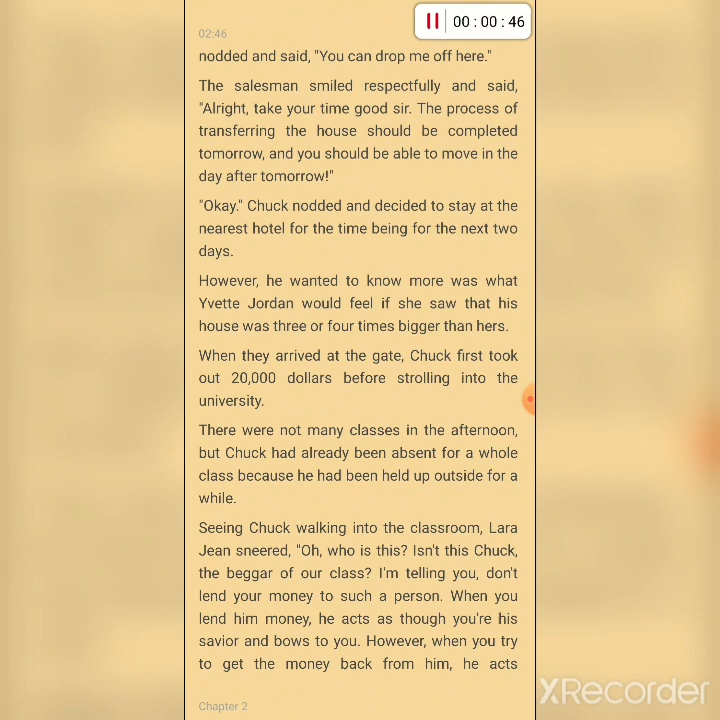 00 : 00 : 46
02:46
nodded and said, "You can drop me off here."
The salesman smiled respectfully and said,
"Alright, take your time good sir. The process of
transferring the house should be completed
tomorrow, and you should be able to move in the
day after tomorrow!"
"Okay." Chuck nodded and decided to stay at the
nearest hotel for the time being for the next two
days.
However, he wanted to know more was what
Yvette Jordan would feel if she saw that his
house was three or four times bigger than hers.
When they arrived at the gate, Chuck first took
out 20,000 dollars before strolling into the
university.
There were not many classes in the afternoon,
but Chuck had already been absent for a whole
class because he had been held up outside for a
while.
Seeing Chuck walking into the classroom, Lara
Jean sneered, "Oh, who is this? Isn't this Chuck,
the beggar of our class? I'm telling you, don't
lend your money to such a person. When you
lend him money, he acts as though you're his
savior and bows to you. However, when you try
to get the money back from him, he acts
Chapter 2
XRecorder